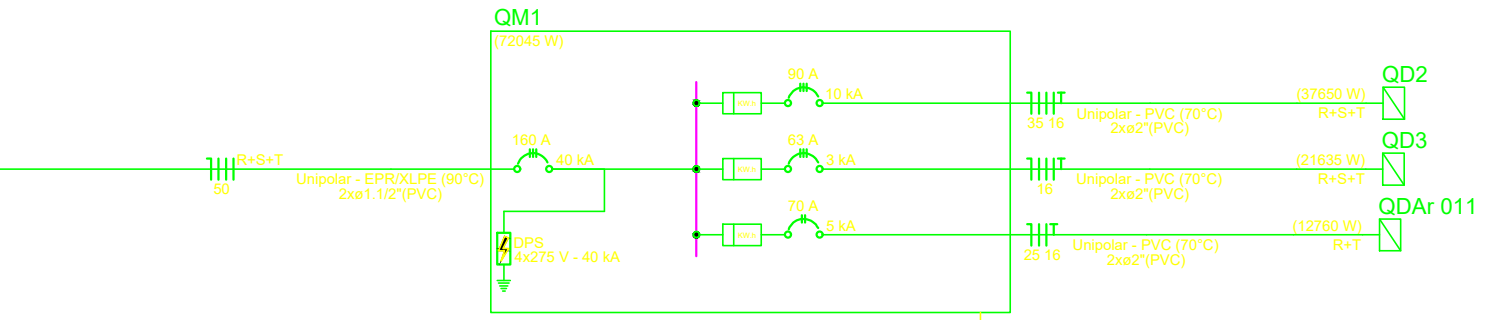 QM1
(72045 W)
R+S+T
50
Unipolar - EPR/XLPE (90°C)
2xø1.1/2"(PVC)
160 A
40 kA
DPS
4x275 V - 40 kA
90 A
10 kA
35 16
Unipolar - PVC (70°C)
2xø2"(PVC)
(37650 W)
R+S+T
QD2
63 A
3 kA
16
Unipolar - PVC (70°C)
2xø2"(PVC)
(21635 W)
R+S+T
QD3
70 A
5 kA
25 16
Unipolar - PVC (70°C)
2xø2"(PVC)
(12760 W)
R+T
QDAr 011